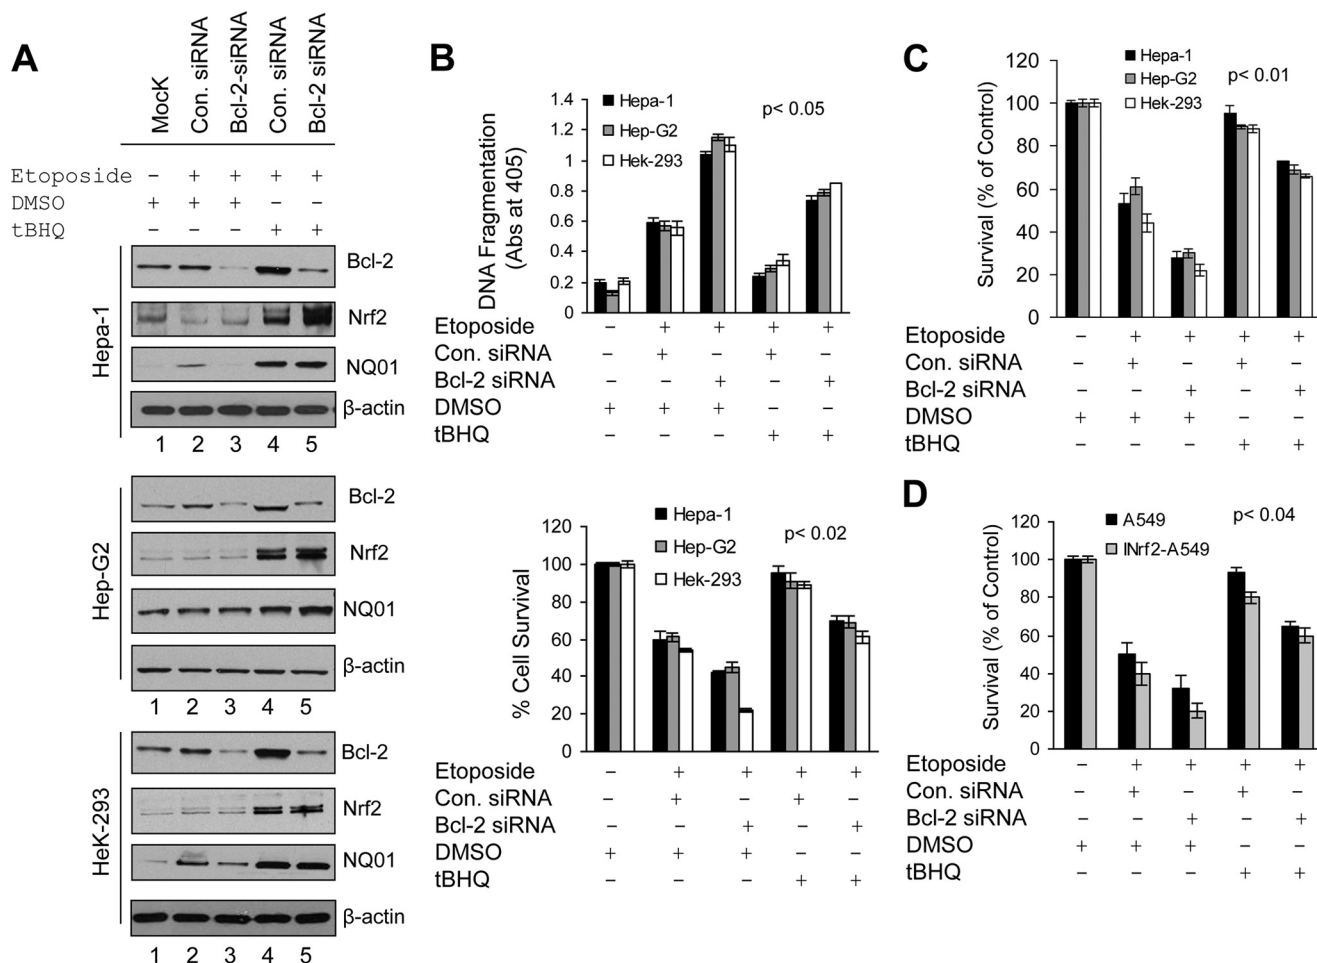 A
MocK
Con. siRNA
Bcl-2-siRNA
Con. siRNA
Bcl-2 siRNA
Etoposide – + + + +
DMSO + + + – –
tBHQ – – – + +
Hepa-1
Bcl-2
Nrf2
NQ01
β-actin
1 2 3 4 5
Hep-G2
Bcl-2
Nrf2
NQ01
β-actin
1 2 3 4 5
HeK-293
Bcl-2
Nrf2
NQ01
β-actin
1 2 3 4 5
B
DNA Fragmentation
(Abs at 405)
1.4
1.2
1
0.8
0.6
0.4
0.2
0
Hepa-1
Hep-G2
Hek-293
p< 0.05
Etoposide – + + + +
Con. siRNA – + – + –
Bcl-2 siRNA – – + – +
DMSO + + + – –
tBHQ – – – + +
% Cell Survival
120
100
80
60
40
20
0
Hepa-1
Hep-G2
Hek-293
p< 0.02
Etoposide – + + + +
Con. siRNA – + – + –
Bcl-2 siRNA – – + – +
DMSO + + + – –
tBHQ – – – + +
C
Survival (% of Control)
120
100
80
60
40
20
0
Hepa-1
Hep-G2
Hek-293
p< 0.01
Etoposide – + + + +
Con. siRNA – + – + –
Bcl-2 siRNA – – + – +
DMSO + + + – –
tBHQ – – – + +
D
Survival (% of Control)
120
100
80
60
40
20
0
A549
INrf2-A549
p< 0.04
Etoposide – + + + +
Con. siRNA – + – + –
Bcl-2 siRNA – – + – +
DMSO + + + – –
tBHQ – – – + +